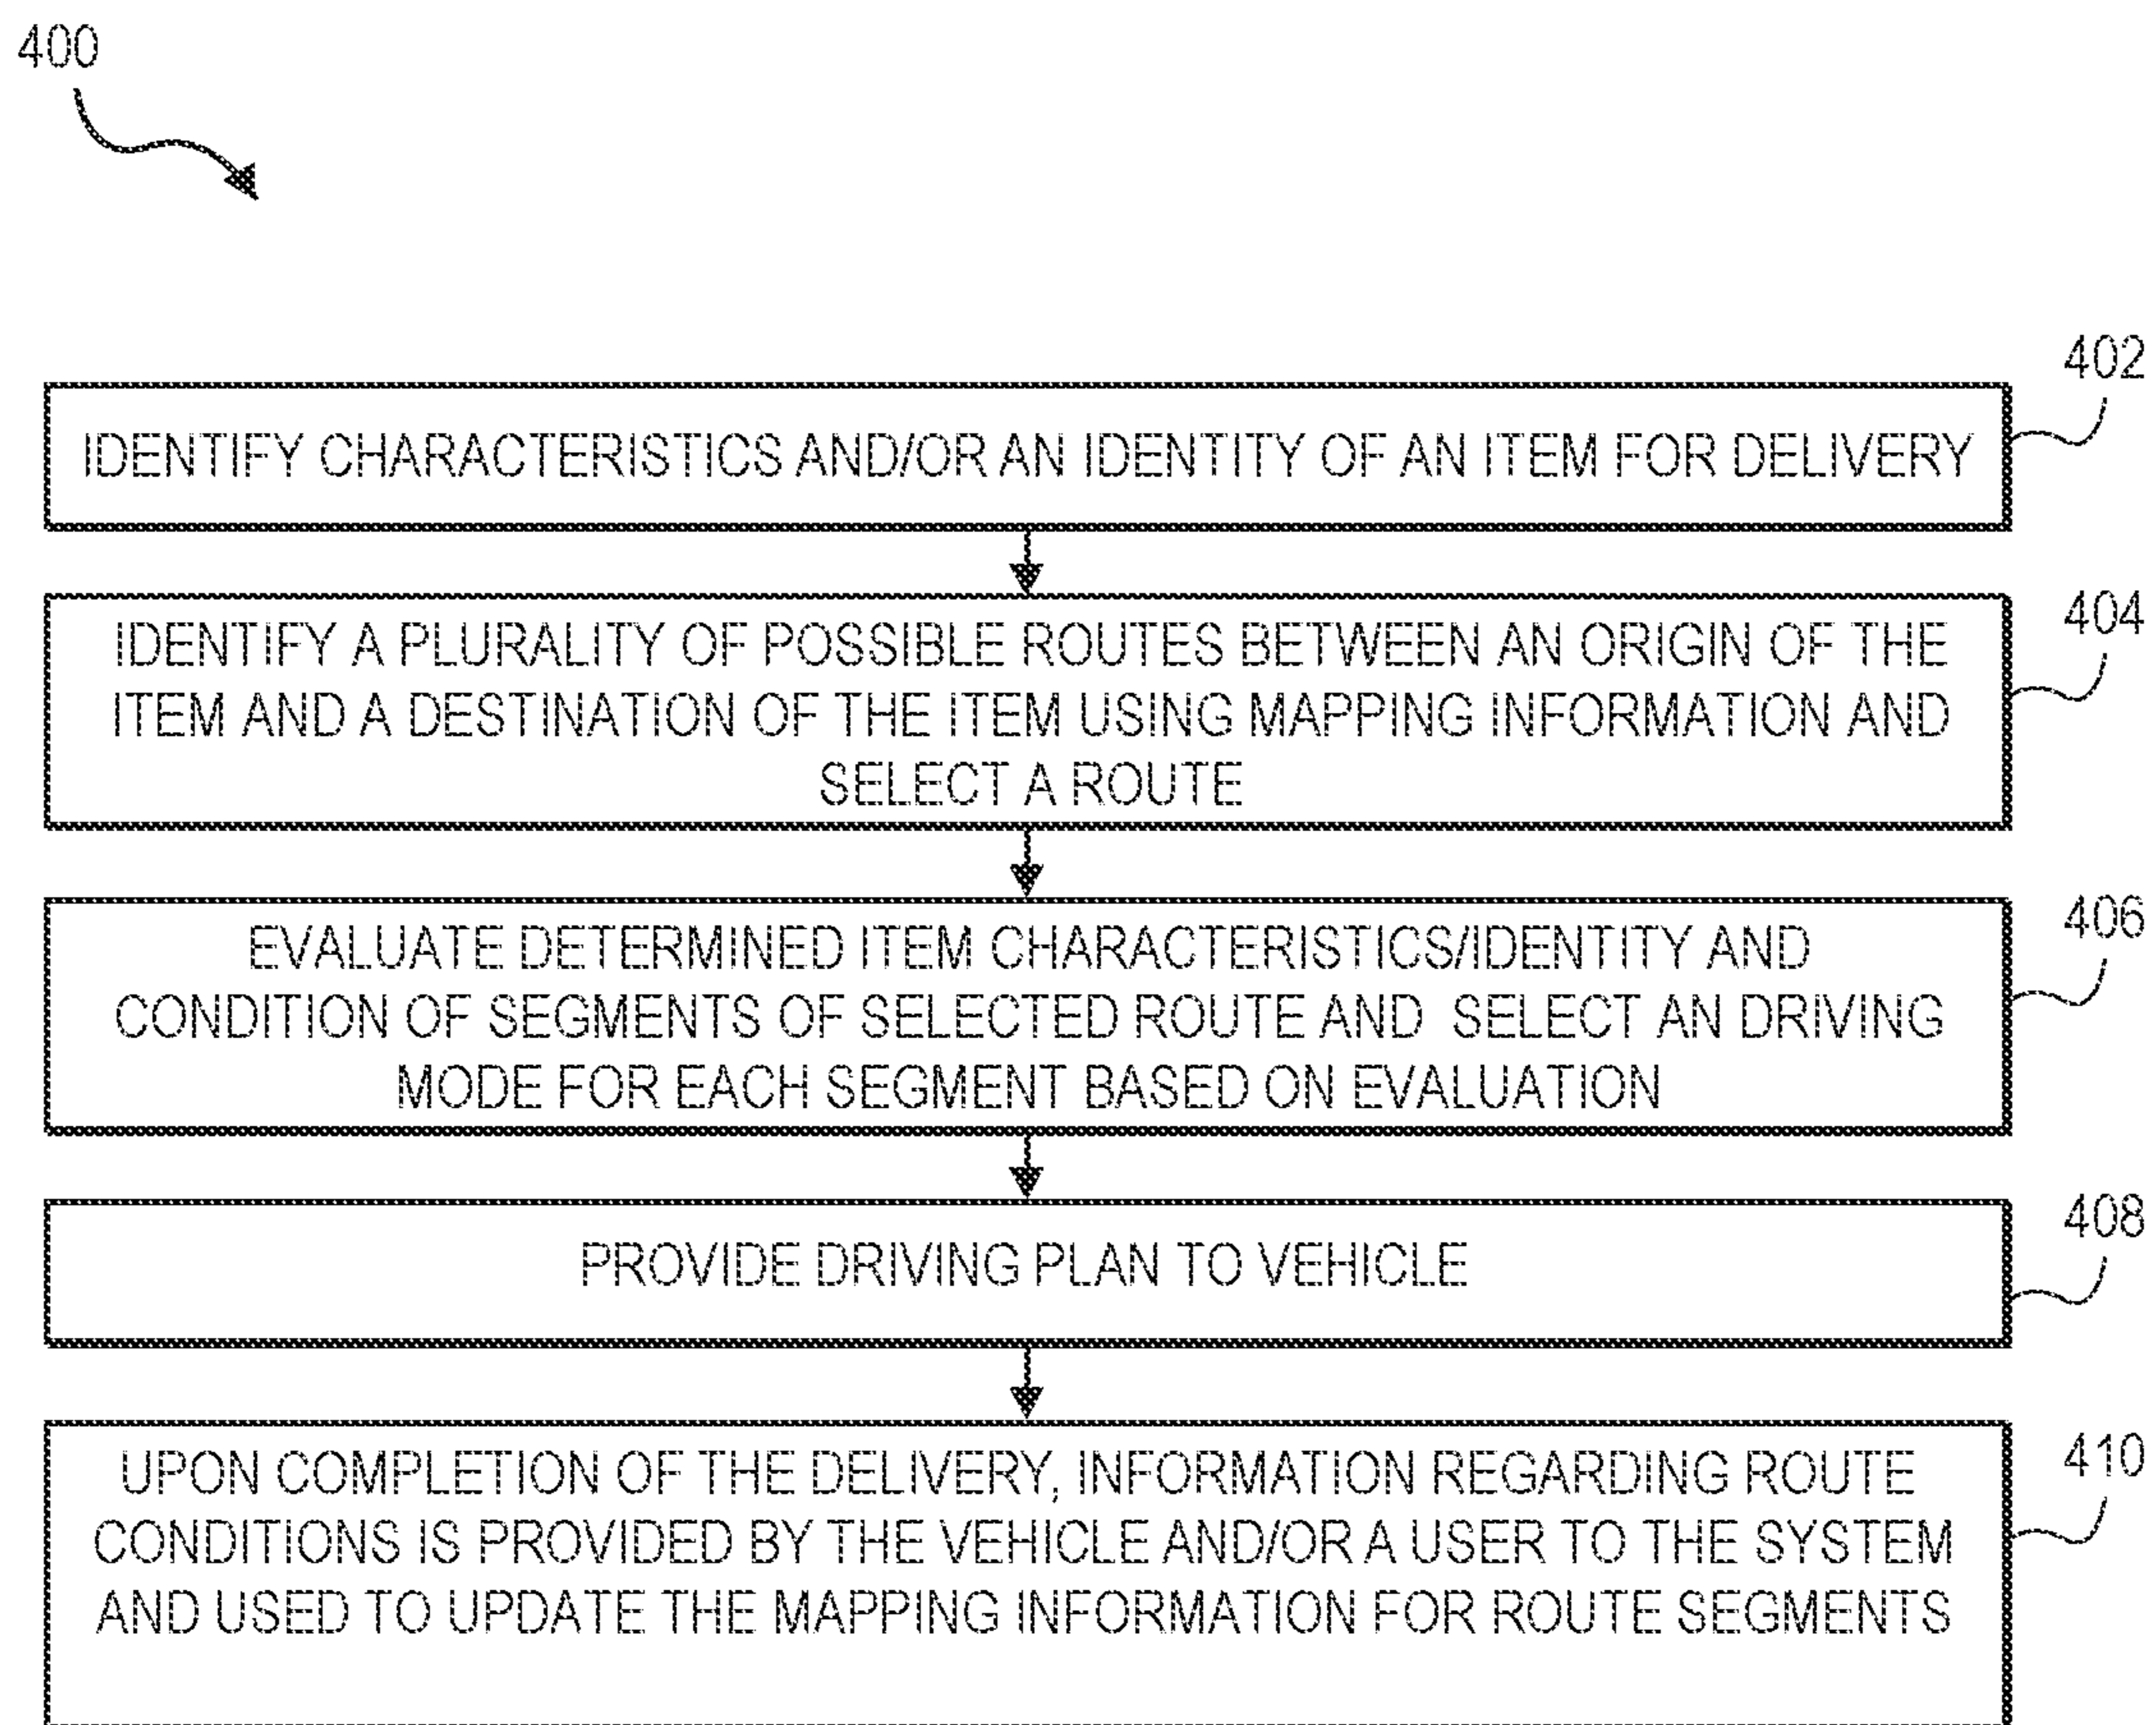 400
402
IDENTIFY CHARACTERISTICS AND/OR AN IDENTITY OF AN ITEM FOR DELIVERY
404
IDENTIFY A PLURALITY OF POSSIBLE ROUTES BETWEEN AN ORIGIN OF THE
ITEM AND A DESTINATION OF THE ITEM USING MAPPING INFORMATION AND
SELECT A ROUTE
406
EVALUATE DETERMINED ITEM CHARACTERISTICS/IDENTITY AND
CONDITION OF SEGMENTS OF SELECTED ROUTE AND SELECT AN DRIVING
MODE FOR EACH SEGMENT BASED ON EVALUATION
408
PROVIDE DRIVING PLAN TO VEHICLE
410
UPON COMPLETION OF THE DELIVERY, INFORMATION REGARDING ROUTE
CONDITIONS IS PROVIDED BY THE VEHICLE AND/OR A USER TO THE SYSTEM
AND USED TO UPDATE THE MAPPING INFORMATION FOR ROUTE SEGMENTS